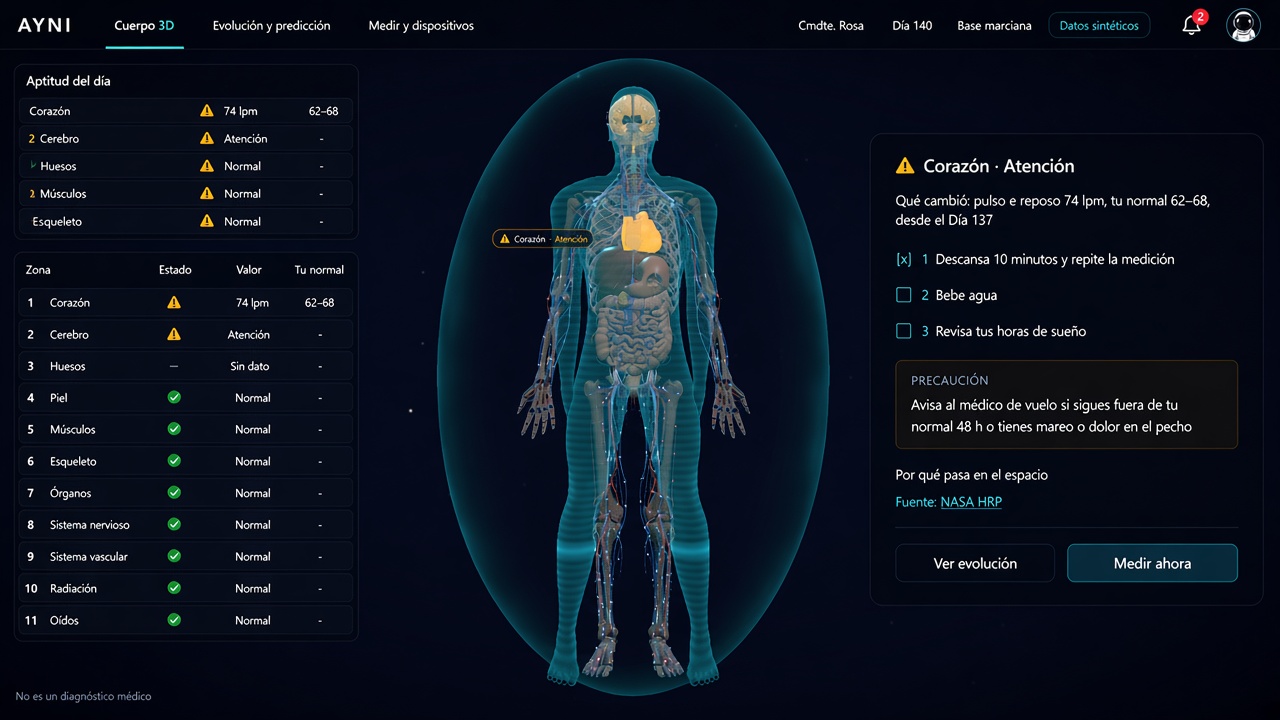 AYNI
Cuerpo 3D
Evolución y predicción
Medir y dispositivos
Cmdte. Rosa
Día 140
Base marciana
Datos sintéticos
2
Aptitud del día
Corazón 74 lpm 62–68
2 Cerebro Atención -
Huesos Normal -
2 Músculos Normal -
Esqueleto Normal -
Zona Estado Valor Tu normal
1 Corazón 74 lpm 62–68
2 Cerebro Atención -
3 Huesos — Sin dato -
4 Piel Normal -
5 Músculos Normal -
6 Esqueleto Normal -
7 Órganos Normal -
8 Sistema nervioso Normal -
9 Sistema vascular Normal -
10 Radiación Normal -
11 Oídos Normal -
No es un diagnóstico médico
Corazón · Atención
Corazón · Atención
Qué cambió: pulso e reposo 74 lpm, tu normal 62–68,
desde el Día 137
[x] 1 Descansa 10 minutos y repite la medición
2 Bebe agua
3 Revisa tus horas de sueño
PRECAUCIÓN
Avisa al médico de vuelo si sigues fuera de tu
normal 48 h o tienes mareo o dolor en el pecho
Por qué pasa en el espacio
Fuente: NASA HRP
Ver evolución
Medir ahora